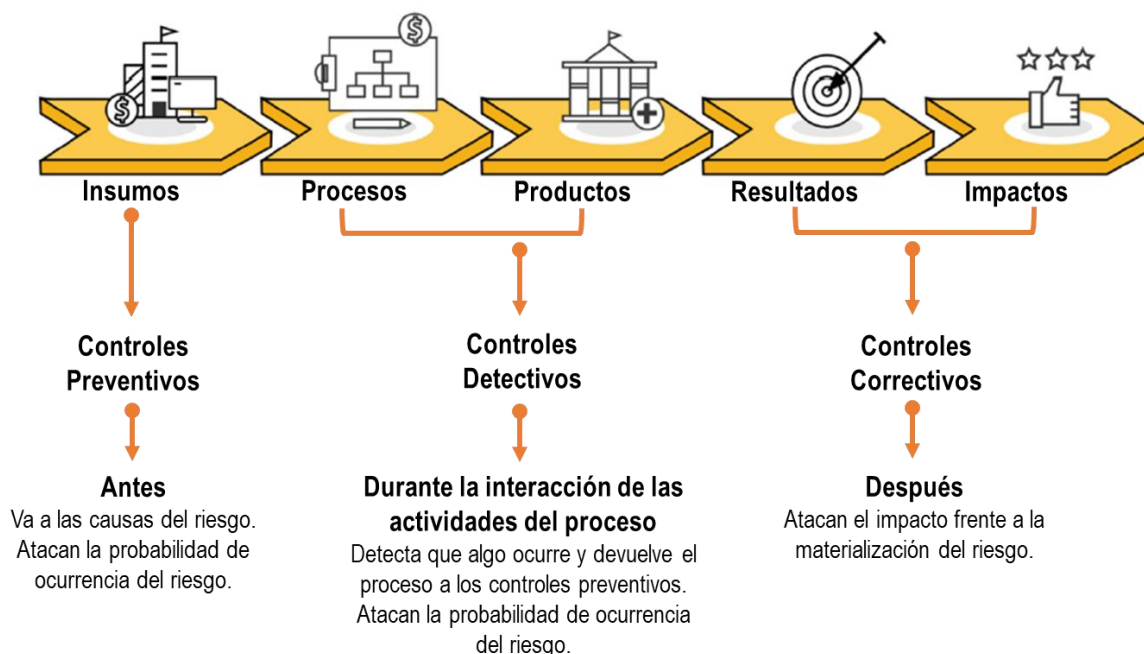 Insumos
Procesos
Productos
Resultados
Impactos
Controles
Preventivos
Antes
Va a las causas del riesgo.
Atacan la probabilidad de
ocurrencia del riesgo.
Controles
Detectivos
Durante la interacción de las
actividades del proceso
Detecta que algo ocurre y devuelve el
proceso a los controles preventivos.
Atacan la probabilidad de ocurrencia
del riesgo.
Controles
Correctivos
Después
Atacan el impacto frente a la
materialización del riesgo.